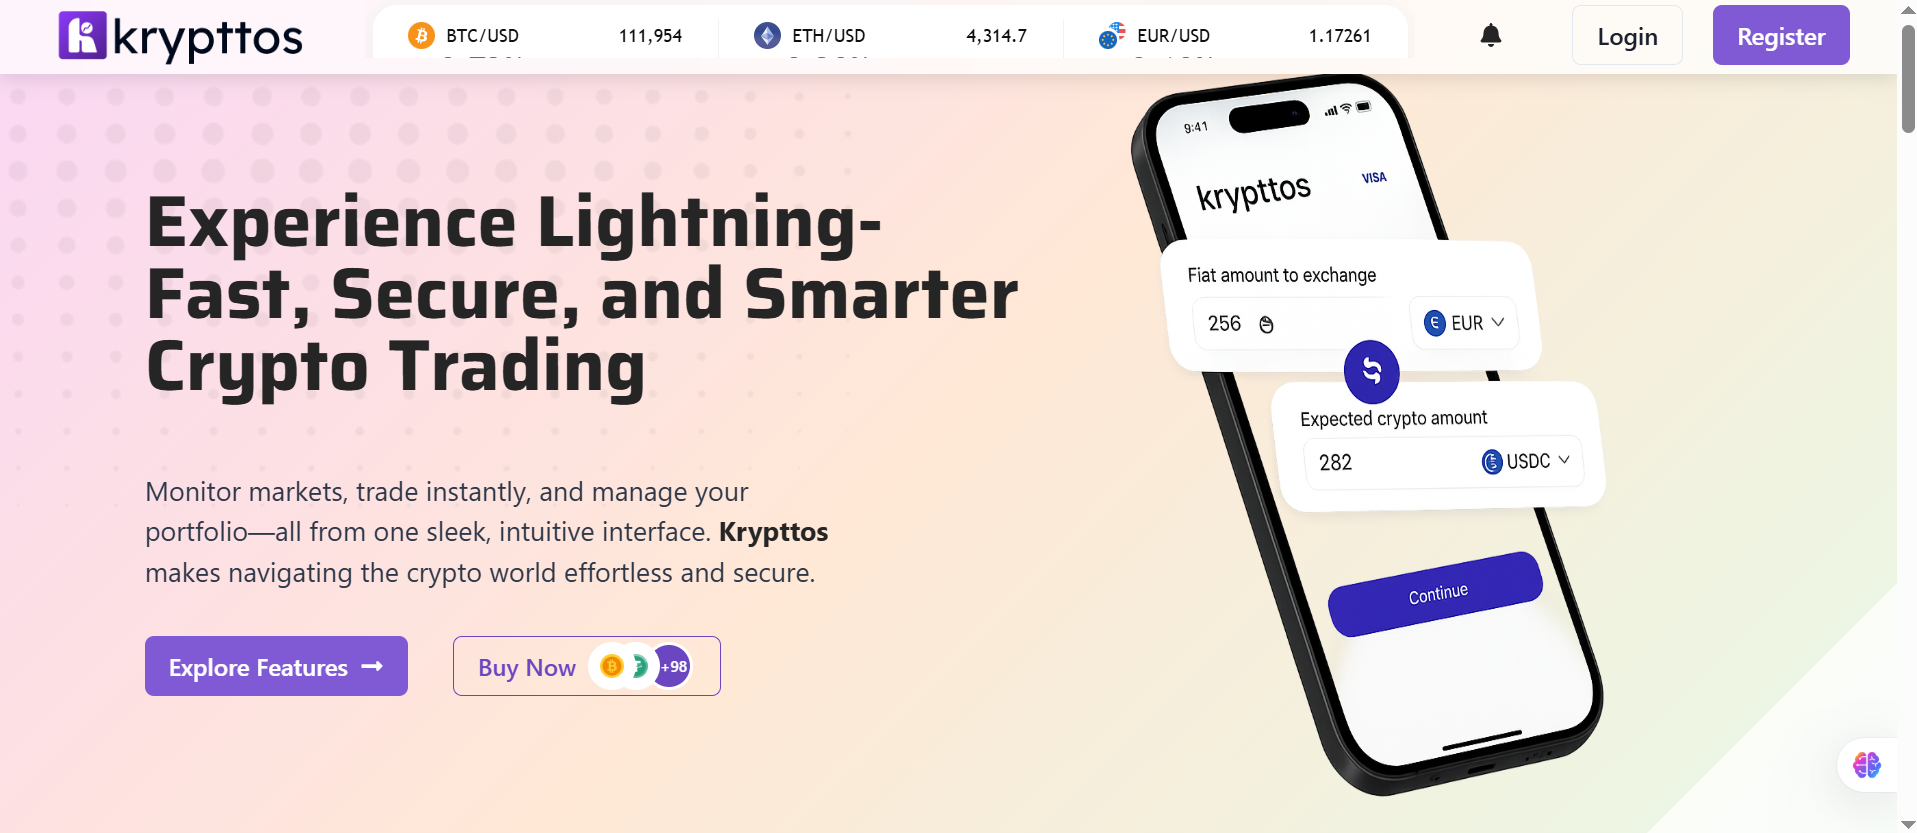 krypttos
BTC/USD 111,954
ETH/USD 4,314.7
EUR/USD 1.17261
Login
Register
Experience Lightning-
Fast, Secure, and Smarter
Crypto Trading
Monitor markets, trade instantly, and manage your
portfolio—all from one sleek, intuitive interface. Krypttos
makes navigating the crypto world effortless and secure.
Explore Features
Buy Now +98
9:41
krypttos
VISA
Fiat amount to exchange
256
EUR
Expected crypto amount
282
USDC
Continue